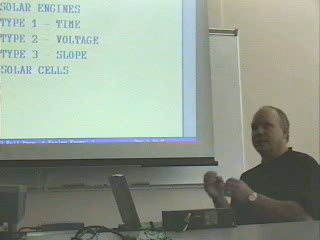 SOLAR ENGINES
TYPE 1 - TIME
TYPE 2 - VOLTAGE
TYPE 3 - SLOPE
SOLAR CELLS